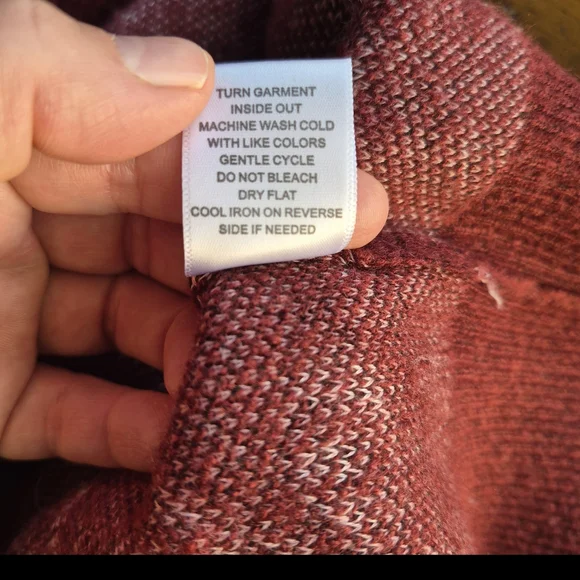 TURN GARMENT
INSIDE OUT
MACHINE WASH COLD
WITH LIKE COLORS
GENTLE CYCLE
DO NOT BLEACH
DRY FLAT
COOL IRON ON REVERSE
SIDE IF NEEDED